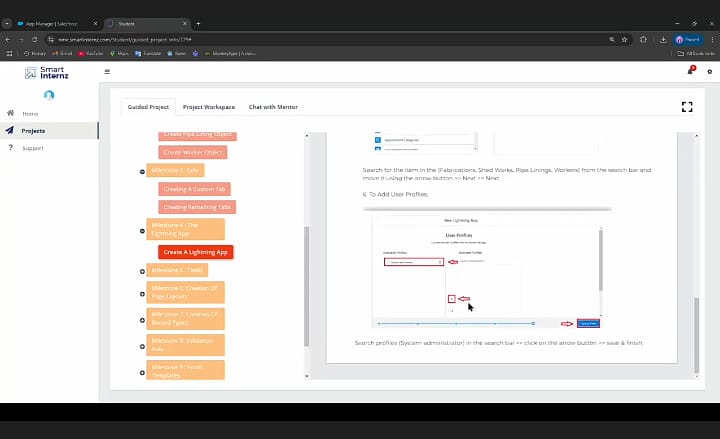 App Manager | Salesforce
Student
nmc.smartinternz.com/Student/guided_project_info/775#
History
Gmail
YouTube
Maps
Translate
News
All Bookmarks
Smart
Internz
Home
Projects
Support
Guided Project
Project Workspace
Chat with Mentor
Create Pipe Lining Object
Create Worker Object
Milestone 3: Tabs
Creating A Custom Tab
Creating Remaining Tabs
Milestone 4 : The
Lightning App
Create A Lightning App
Milestone 5 : Fields
Milestone 6: Creation Of
Page Layouts
Milestone 7: Creation Of
Record Types
Milestone 8: Validation
Rule
Milestone 9 : Email
Templates
Search for the item in the (Fabrications, Shed Works, Pipe Linings, Workers) from the search bar and
move it using the arrow button >> Next >> Next.
6. To Add User Profiles:
New Lightning App
User Profiles
Search profiles (System administrator) in the search bar >> click on the arrow button >> save & finish.